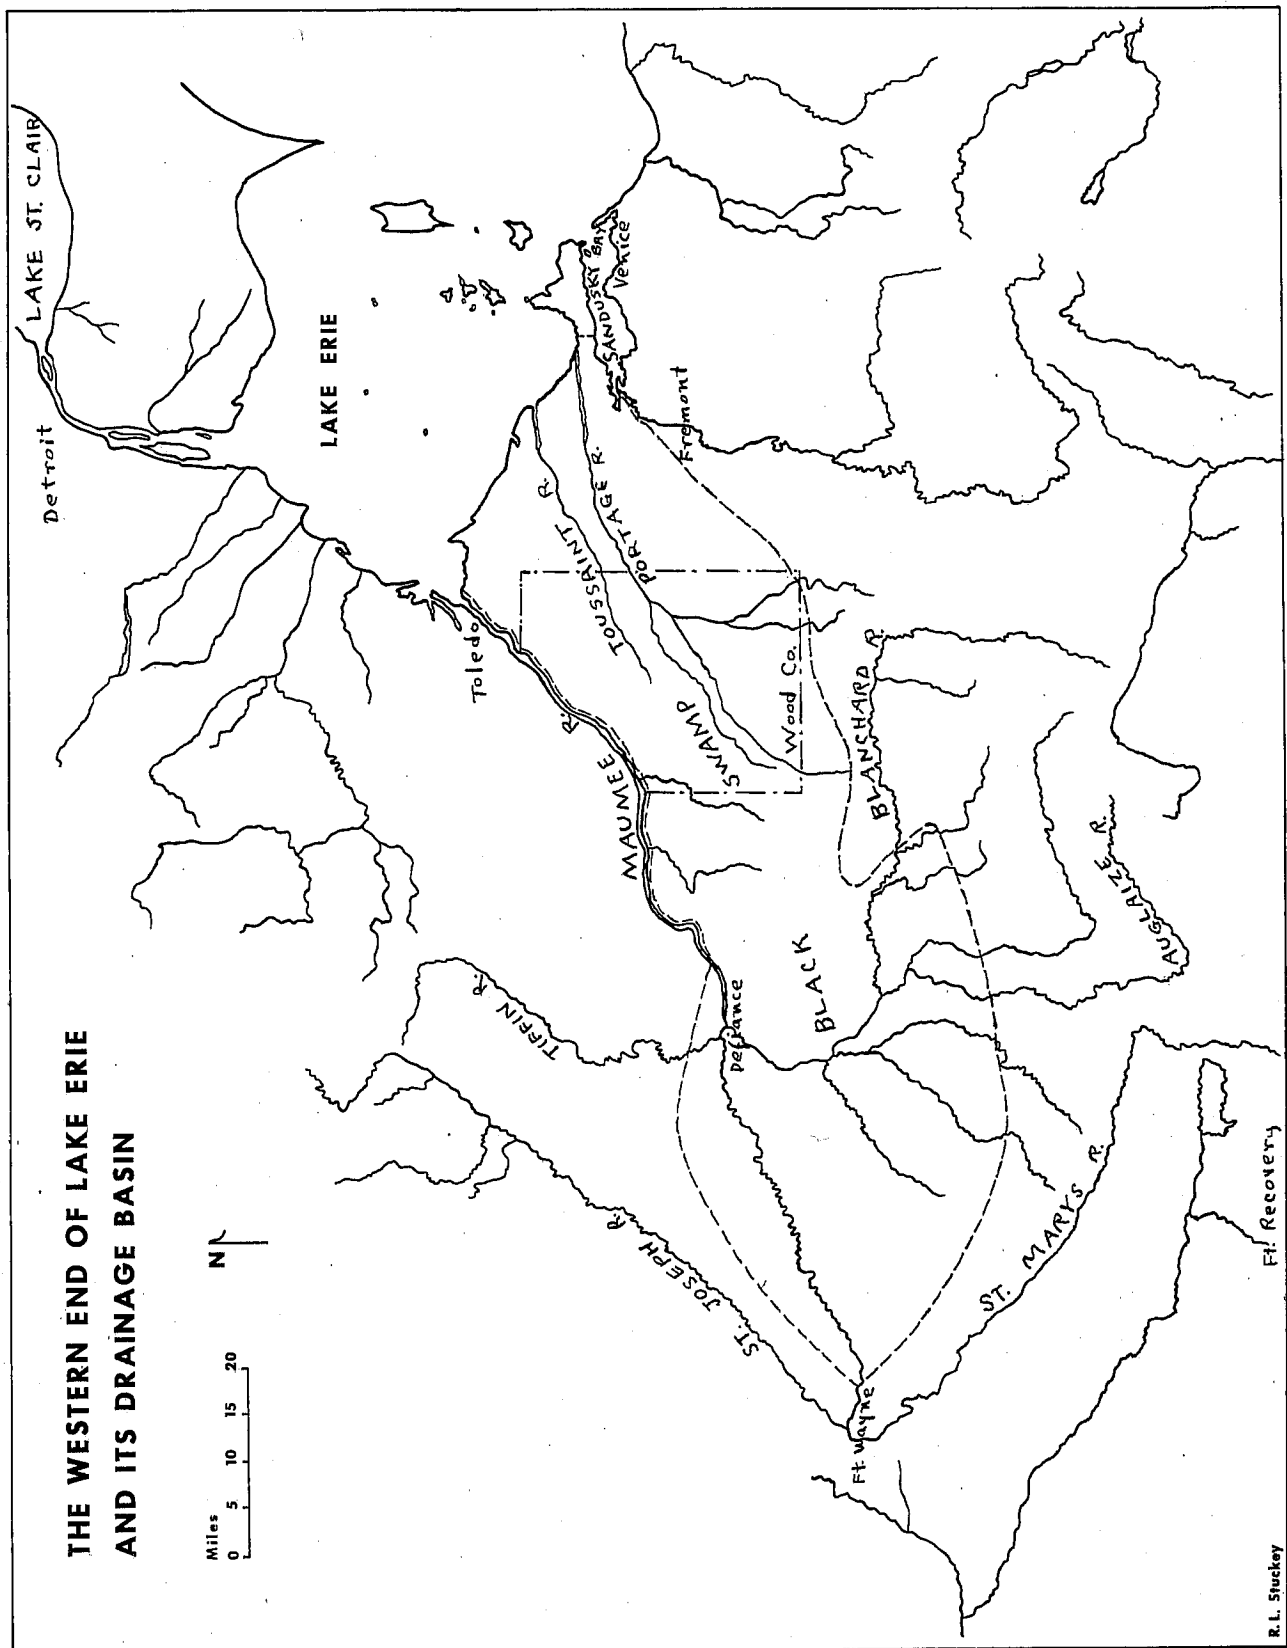 THE WESTERN END OF LAKE ERIE
AND ITS DRAINAGE BASIN
Miles
0 5 10 15 20
N
Detroit
LAKE ST. CLAIR
LAKE ERIE
Toledo
MAUMEE R.
TOUSSAINT R.
PORTAGE R.
SANDUSKY BAY
Venice
Fremont
Wood Co.
BLACK SWAMP
BLANCHARD R.
AUGLAIZE R.
TIFFIN R.
Defiance
ST. JOSEPH R.
Ft. Wayne
ST. MARYS R.
Ft. Recovery
R. L. Stuckey